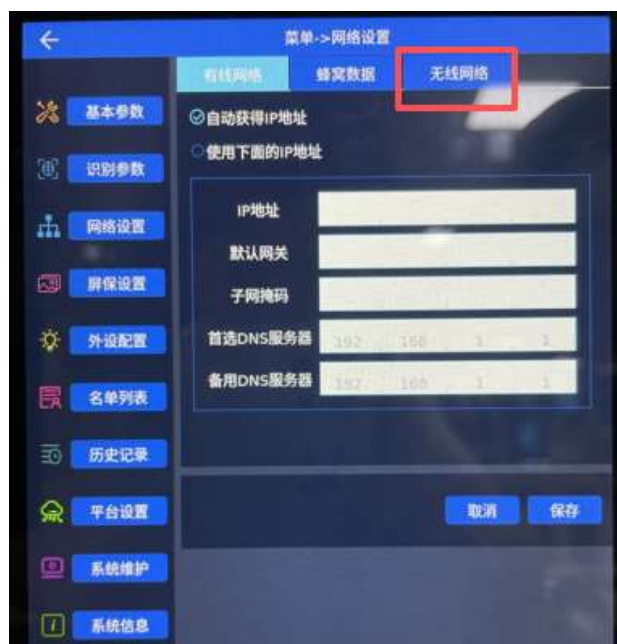 菜单->网络设置
有线网络 蜂窝数据 无线网络
基本参数
识别参数
网络设置
屏保设置
外设配置
名单列表
历史记录
平台设置
系统维护
系统信息
自动获得IP地址
使用下面的IP地址
IP地址
默认网关
子网掩码
首选DNS服务器 192 . 168 . 1 . 1
备用DNS服务器 192 . 168 . 1 . 1
取消 保存